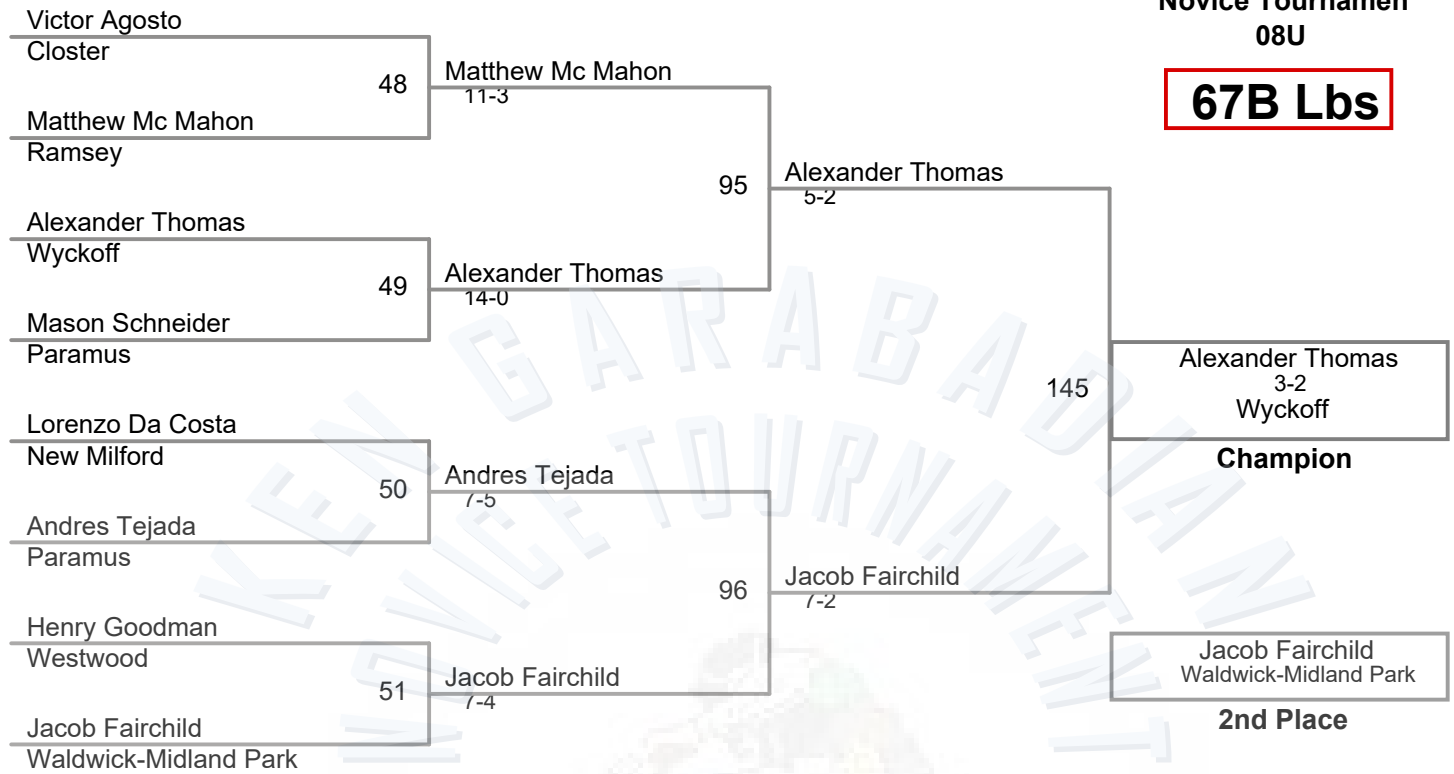 Novice Tournamen
08U
67B Lbs
Victor Agosto
Closter
48
Matthew Mc Mahon
11-3
Matthew Mc Mahon
Ramsey
95
Alexander Thomas
5-2
Alexander Thomas
Wyckoff
49
Alexander Thomas
14-0
Mason Schneider
Paramus
145
Alexander Thomas
3-2
Wyckoff
Champion
Lorenzo Da Costa
New Milford
50
Andres Tejada
7-5
Andres Tejada
Paramus
96
Jacob Fairchild
7-2
Henry Goodman
Westwood
51
Jacob Fairchild
7-4
Jacob Fairchild
Waldwick-Midland Park
Jacob Fairchild
Waldwick-Midland Park
2nd Place
KEN GARABADIAN
NOVICE TOURNAMENT